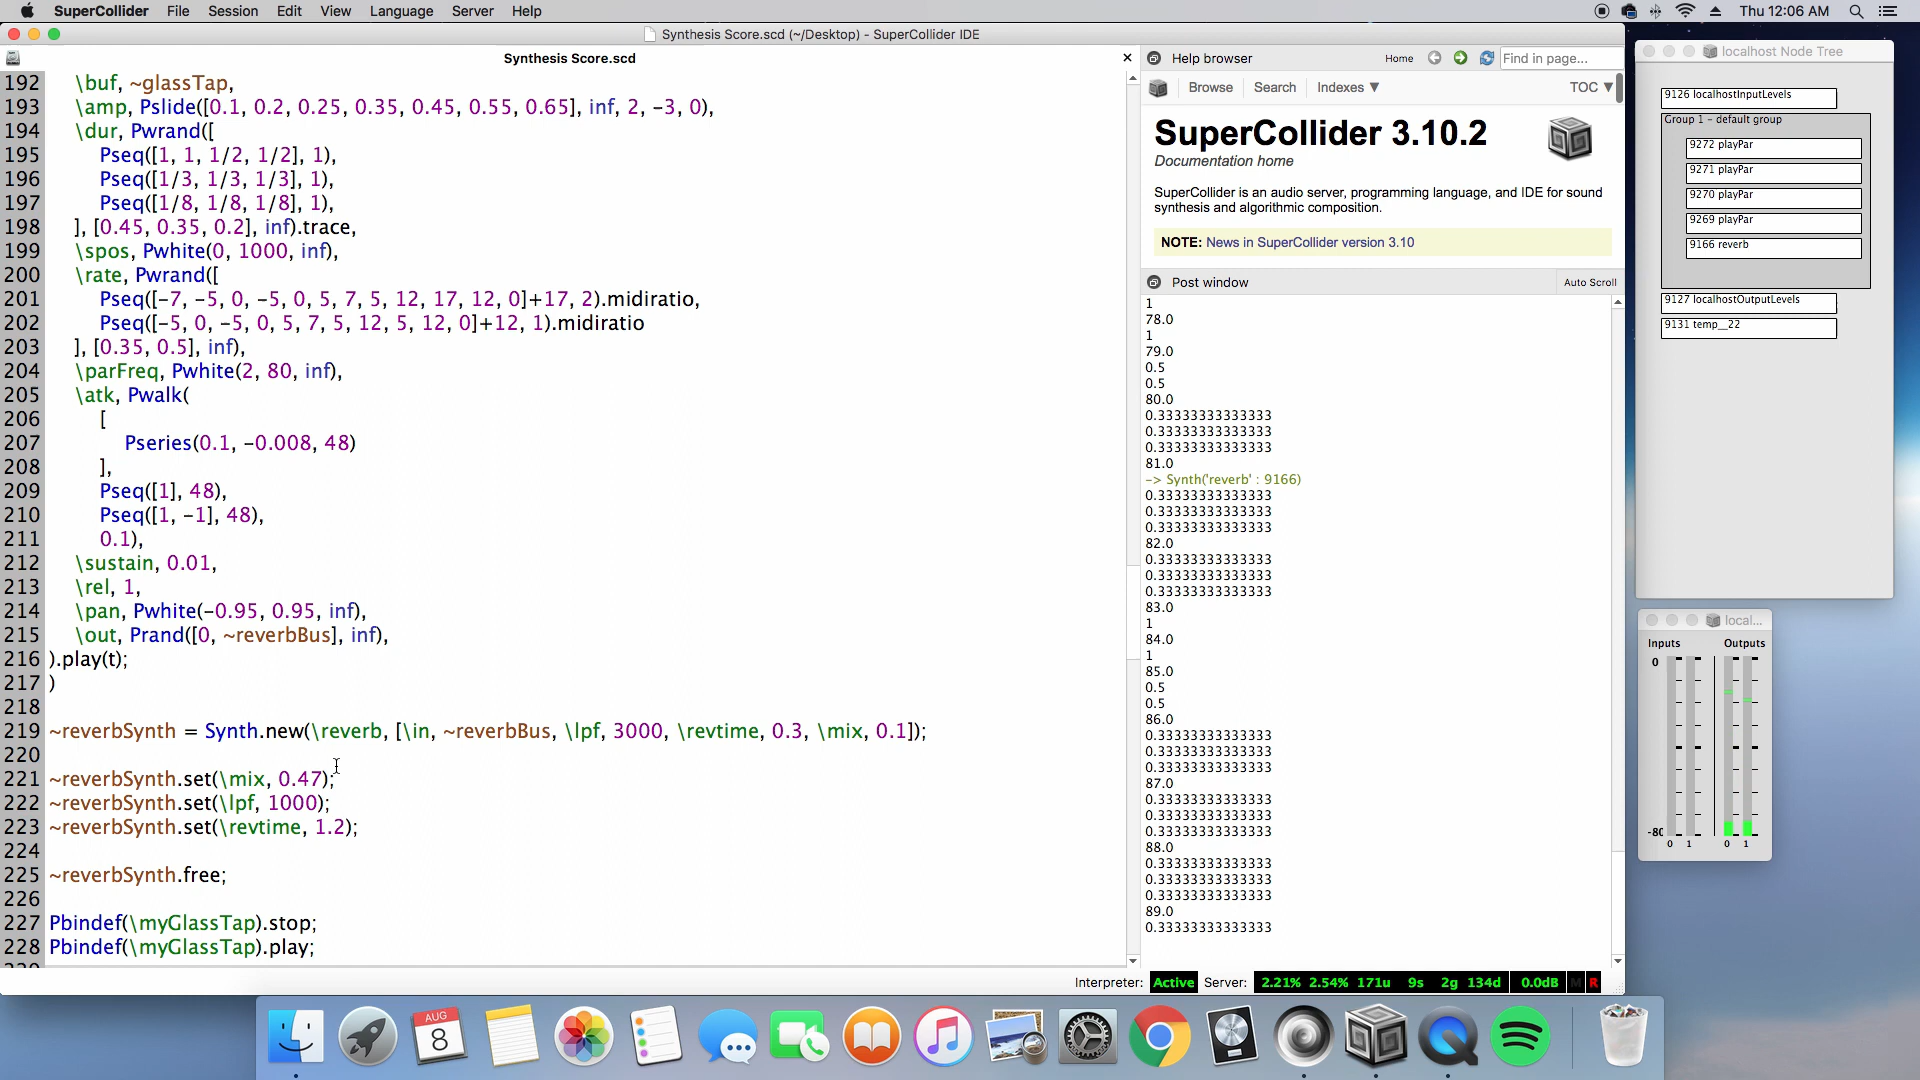 SuperCollider File Session Edit View Language Server Help Thu 12:06 AM
Synthesis Score.scd (~/Desktop) - SuperCollider IDE
Synthesis Score.scd
192 \buf, ~glassTap,
193 \amp, Pslide([0.1, 0.2, 0.25, 0.35, 0.45, 0.55, 0.65], inf, 2, -3, 0),
194 \dur, Pwrand([
195 Pseq([1, 1, 1/2, 1/2], 1),
196 Pseq([1/3, 1/3, 1/3], 1),
197 Pseq([1/8, 1/8, 1/8], 1),
198 ], [0.45, 0.35, 0.2], inf).trace,
199 \spos, Pwhite(0, 1000, inf),
200 \rate, Pwrand([
201 Pseq([-7, -5, 0, -5, 0, 5, 7, 5, 12, 17, 12, 0]+17, 2).midiratio,
202 Pseq([-5, 0, -5, 0, 5, 7, 5, 12, 5, 12, 0]+12, 1).midiratio
203 ], [0.35, 0.5], inf),
204 \parFreq, Pwhite(2, 80, inf),
205 \atk, Pwalk(
206 [
207 Pseries(0.1, -0.008, 48)
208 ],
209 Pseq([1], 48),
210 Pseq([1, -1], 48),
211 0.1),
212 \sustain, 0.01,
213 \rel, 1,
214 \pan, Pwhite(-0.95, 0.95, inf),
215 \out, Prand([0, ~reverbBus], inf),
216 ).play(t);
217 )
218
219 ~reverbSynth = Synth.new(\reverb, [\in, ~reverbBus, \lpf, 3000, \revtime, 0.3, \mix, 0.1]);
220
221 ~reverbSynth.set(\mix, 0.47);
222 ~reverbSynth.set(\lpf, 1000);
223 ~reverbSynth.set(\revtime, 1.2);
224
225 ~reverbSynth.free;
226
227 Pbindef(\myGlassTap).stop;
228 Pbindef(\myGlassTap).play;
Help browser Home Find in page...
Browse Search Indexes ▼ TOC ▼
SuperCollider 3.10.2
Documentation home
SuperCollider is an audio server, programming language, and IDE for sound
synthesis and algorithmic composition.
NOTE: News in SuperCollider version 3.10
Post window Auto Scroll
1
78.0
1
79.0
0.5
0.5
80.0
0.33333333333333
0.33333333333333
0.33333333333333
81.0
-> Synth('reverb' : 9166)
0.33333333333333
0.33333333333333
0.33333333333333
82.0
0.33333333333333
0.33333333333333
0.33333333333333
83.0
1
84.0
1
85.0
0.5
0.5
86.0
0.33333333333333
0.33333333333333
0.33333333333333
87.0
0.33333333333333
0.33333333333333
0.33333333333333
88.0
0.33333333333333
0.33333333333333
0.33333333333333
89.0
0.33333333333333
Interpreter: Active Server: 2.21% 2.54% 171u 9s 2g 134d 0.0dB M R
localhost Node Tree
9126 localhostInputLevels
Group 1 - default group
9272 playPar
9271 playPar
9270 playPar
9269 playPar
9166 reverb
9127 localhostOutputLevels
9131 temp__22
local...
Inputs Outputs
0
-80
0 1 0 1
AUG
8